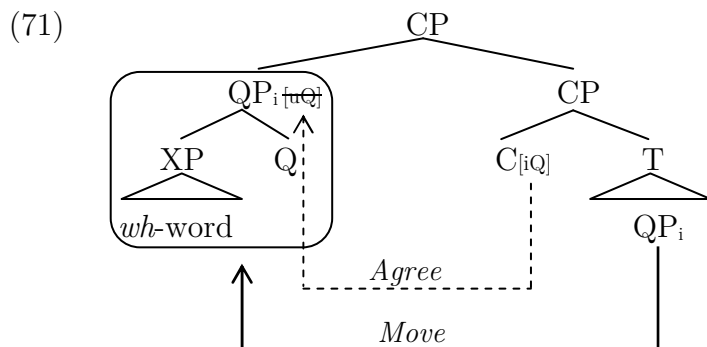 (71) CP
QPᵢ [uQ] CP
XP Q C[iQ] T
wh-word QPᵢ
Agree
Move